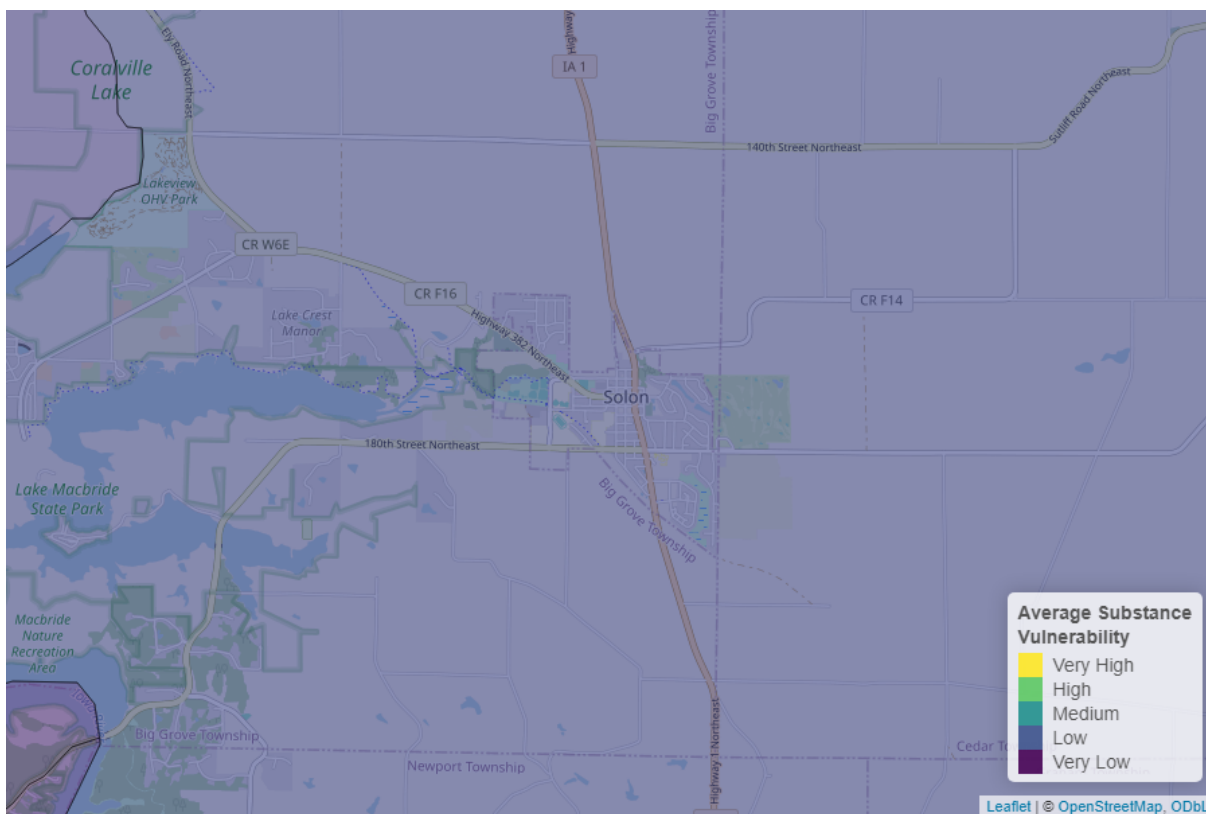 Coralville
Lake
Ely Road Northeast
Highway
IA 1
Big Grove Township
Sutliff Road Northeast
140th Street Northeast
Lakeview
OHV Park
CR W6E
CR F16
CR F14
Lake Crest
Manor
Highway 382 Northeast
Solon
180th Street Northeast
Lake Macbride
State Park
Big Grove Township
Macbride
Nature
Recreation
Area
Big Grove Township
Newport Township
Highway 1 Northeast
Cedar
Average Substance
Vulnerability
Very High
High
Medium
Low
Very Low
Leaflet | © OpenStreetMap, ODbL